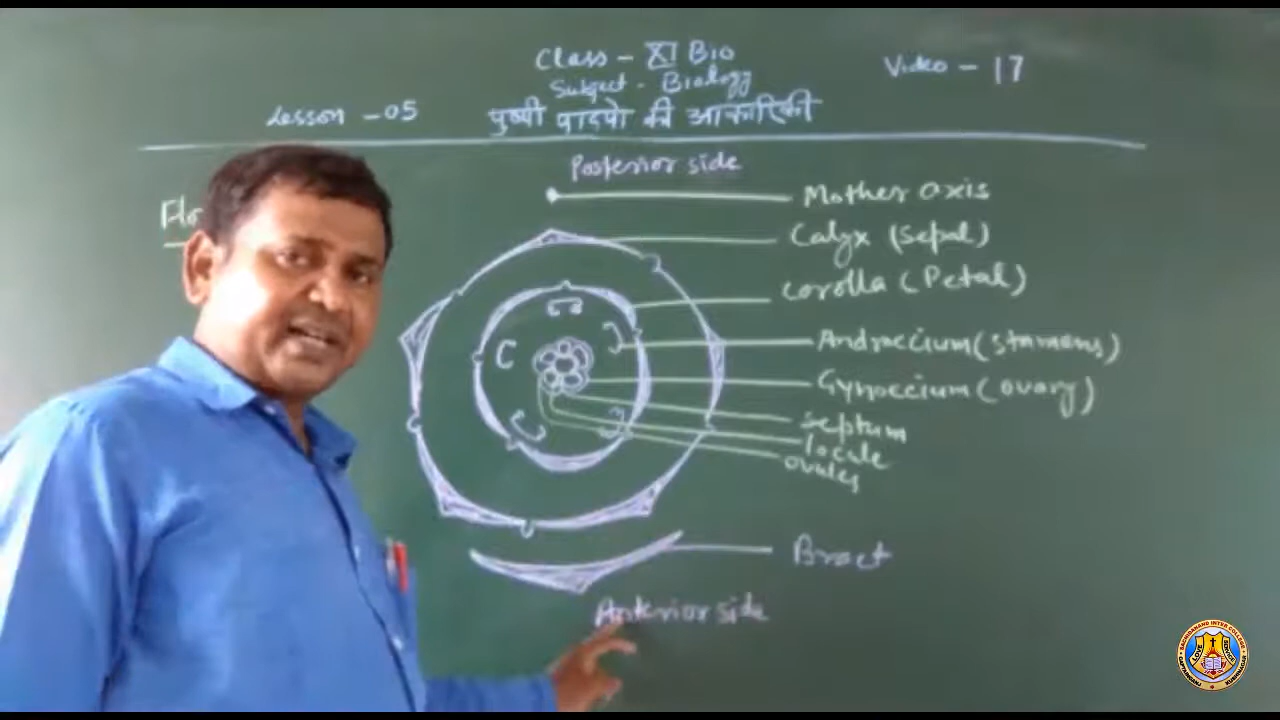 Class - XI Bio
Subject - Biology
Video - 17
Lesson - 05
पुष्पी पादपो की आकारिकी
Posterior side
Mother axis
Calyx (Sepal)
Corolla (Petal)
Andraecium (Stamens)
Gynoecium (ovary)
septum
locule
ovules
Bract
Anterior side